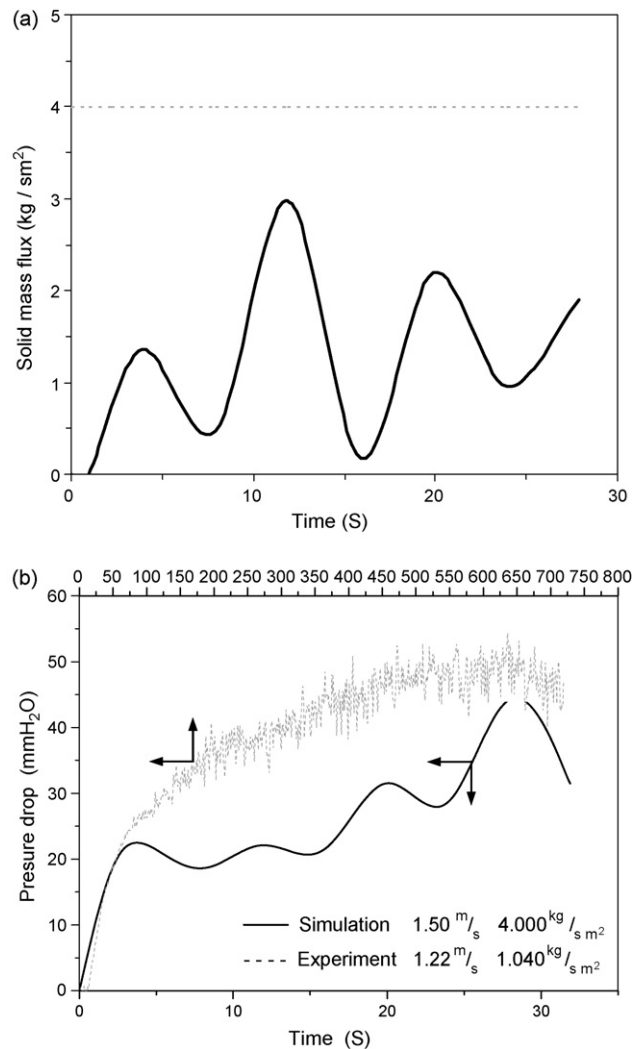 (a)
5
4
3
2
1
0
Solid mass flux (kg / sm²)
0 10 20 30
Time (S)
(b)
0 50 100 150 200 250 300 350 400 450 500 550 600 650 700 750 800
60
50
40
30
20
10
0
Presure drop (mmH₂O)
Simulation 1.50 m/s 4.000 kg/s m²
Experiment 1.22 m/s 1.040 kg/s m²
0 10 20 30
Time (S)